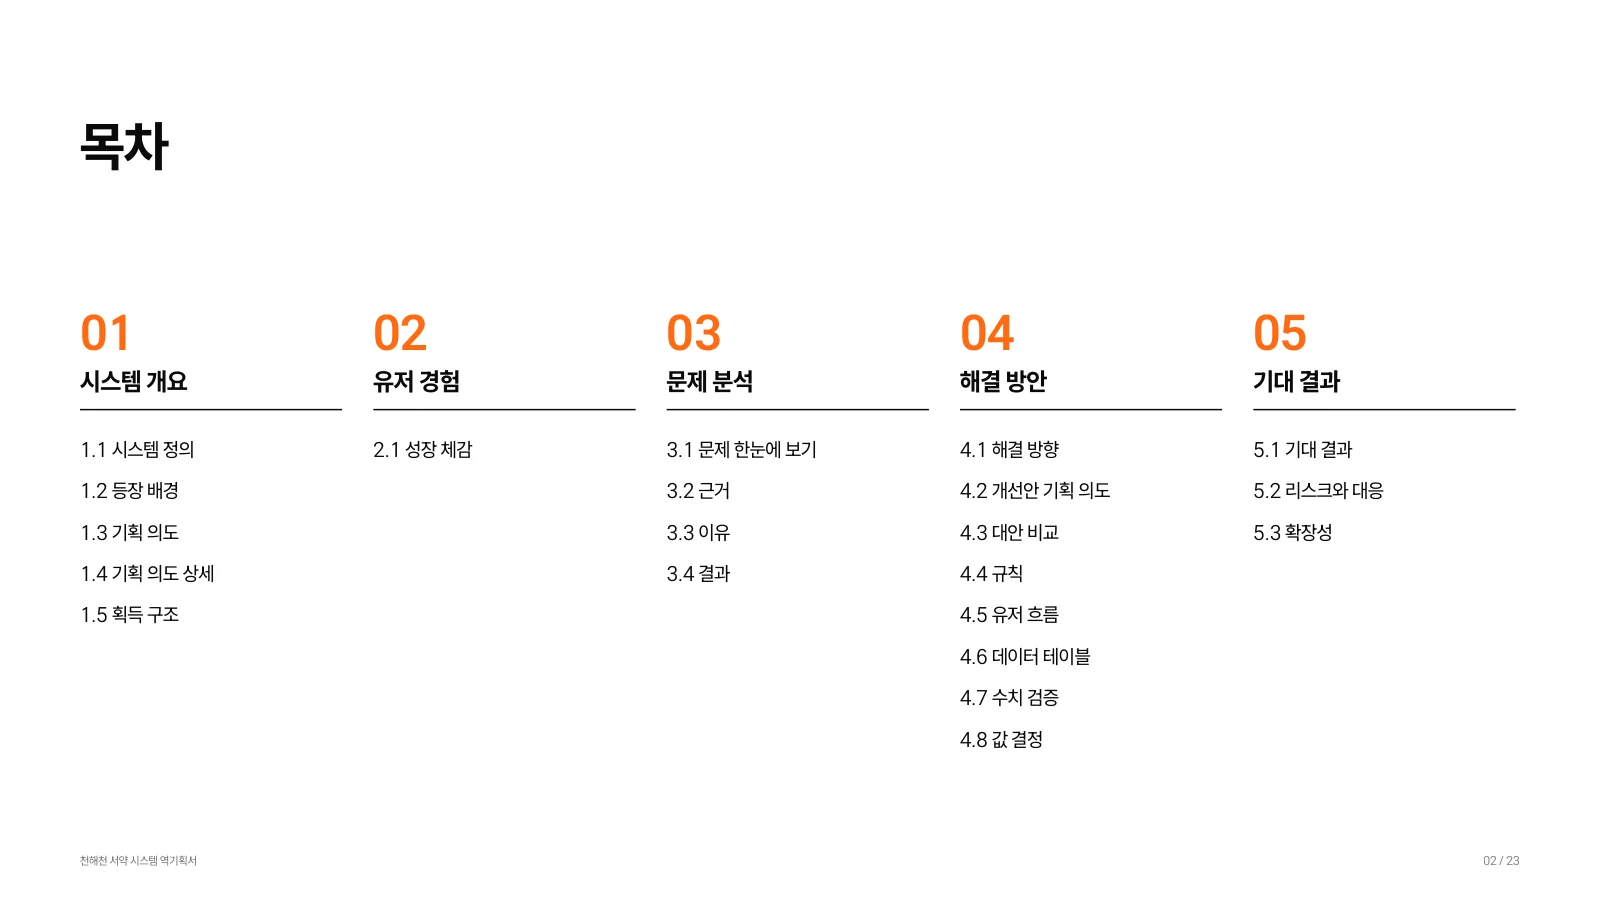 목차
01
시스템 개요
1.1 시스템 정의
1.2 등장 배경
1.3 기획 의도
1.4 기획 의도 상세
1.5 획득 구조
02
유저 경험
2.1 성장 체감
03
문제 분석
3.1 문제 한눈에 보기
3.2 근거
3.3 이유
3.4 결과
04
해결 방안
4.1 해결 방향
4.2 개선안 기획 의도
4.3 대안 비교
4.4 규칙
4.5 유저 흐름
4.6 데이터 테이블
4.7 수치 검증
4.8 값 결정
05
기대 결과
5.1 기대 결과
5.2 리스크와 대응
5.3 확장성
천해천 서약 시스템 역기획서
02 / 23